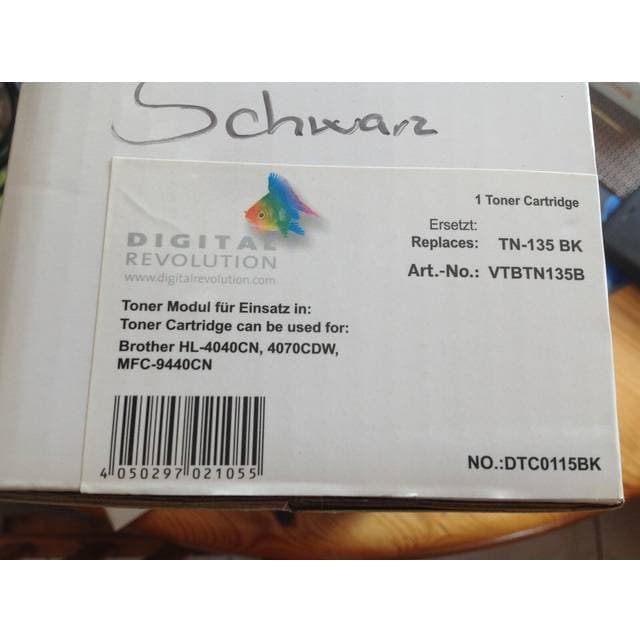 Schwarz
DIGITAL
REVOLUTION
www.digitalrevolution.com
1 Toner Cartridge
Ersetzt:
Replaces: TN-135 BK
Art.-No.: VTBTN135B
Toner Modul für Einsatz in:
Toner Cartridge can be used for:
Brother HL-4040CN, 4070CDW,
MFC-9440CN
4 050297 021055
NO.:DTC0115BK